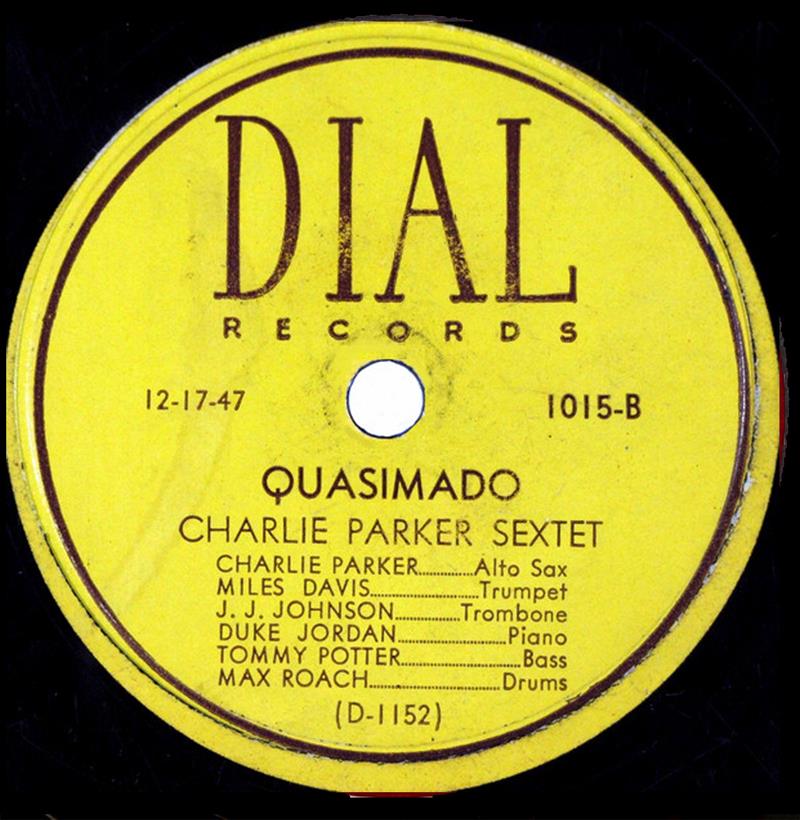 DIAL
RECORDS
12-17-47 1015-B
QUASIMADO
CHARLIE PARKER SEXTET
CHARLIE PARKER..............Alto Sax
MILES DAVIS...........................Trumpet
J. J. JOHNSON................Trombone
DUKE JORDAN...........................Piano
TOMMY POTTER..............................Bass
MAX ROACH................................Drums
(D-1152)